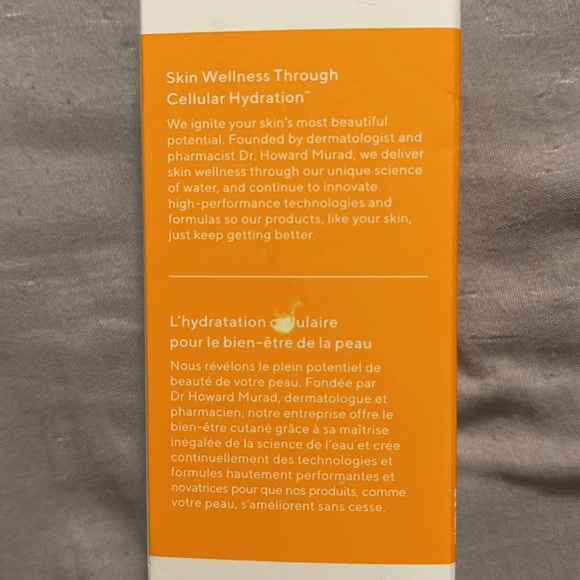 Skin Wellness Through
Cellular Hydration™
We ignite your skin's most beautiful
potential. Founded by dermatologist and
pharmacist Dr. Howard Murad, we deliver
skin wellness through our unique science
of water, and continue to innovate
high-performance technologies and
formulas so our products, like your skin,
just keep getting better.
L'hydratation cellulaire
pour le bien-être de la peau
Nous révélons le plein potentiel de
beauté de votre peau. Fondée par
Dr Howard Murad, dermatologue et
pharmacien, notre entreprise offre le
bien-être cutané grâce à sa maîtrise
inégalée de la science de l'eau et crée
continuellement des technologies et
formules hautement performantes et
novatrices pour que nos produits, comme
votre peau, s'améliorent sans cesse.